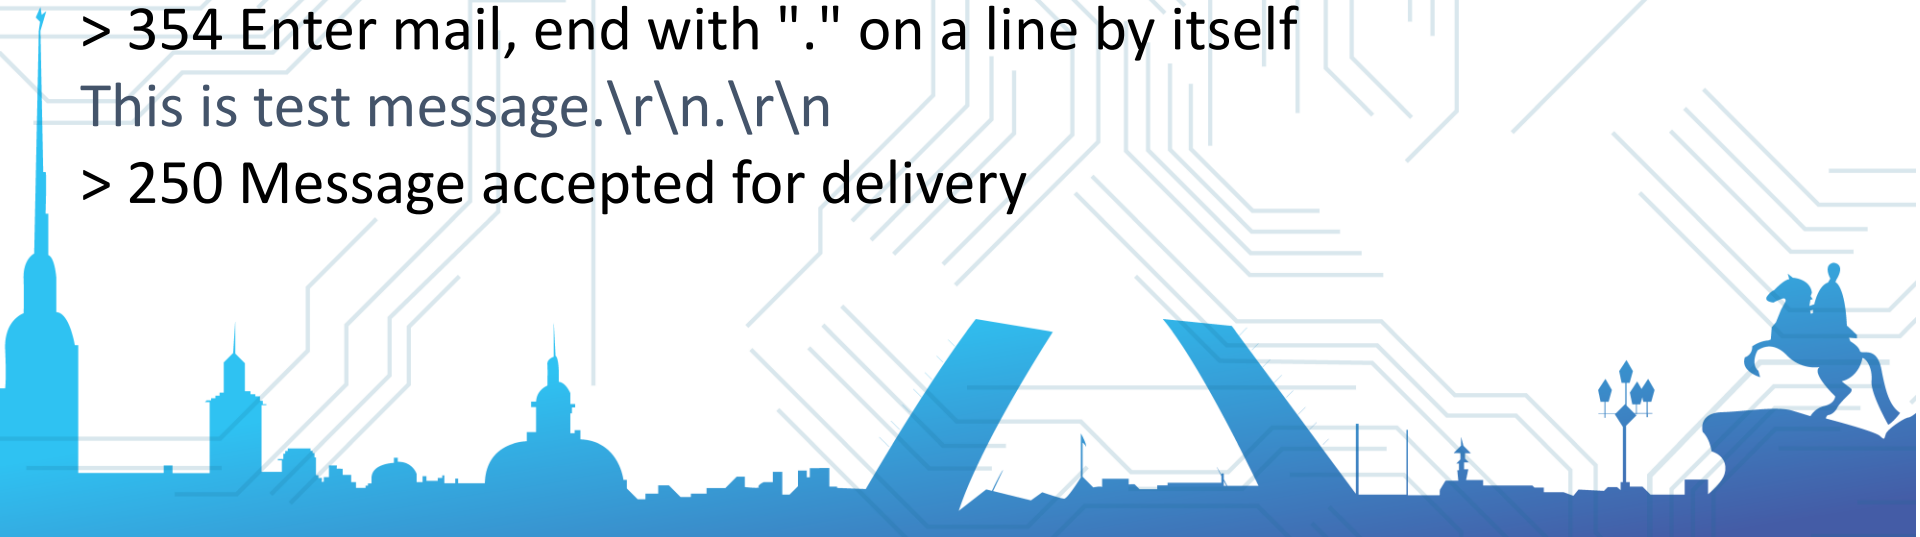 > 354 Enter mail, end with "." on a line by itself
This is test message.\r\n.\r\n
> 250 Message accepted for delivery